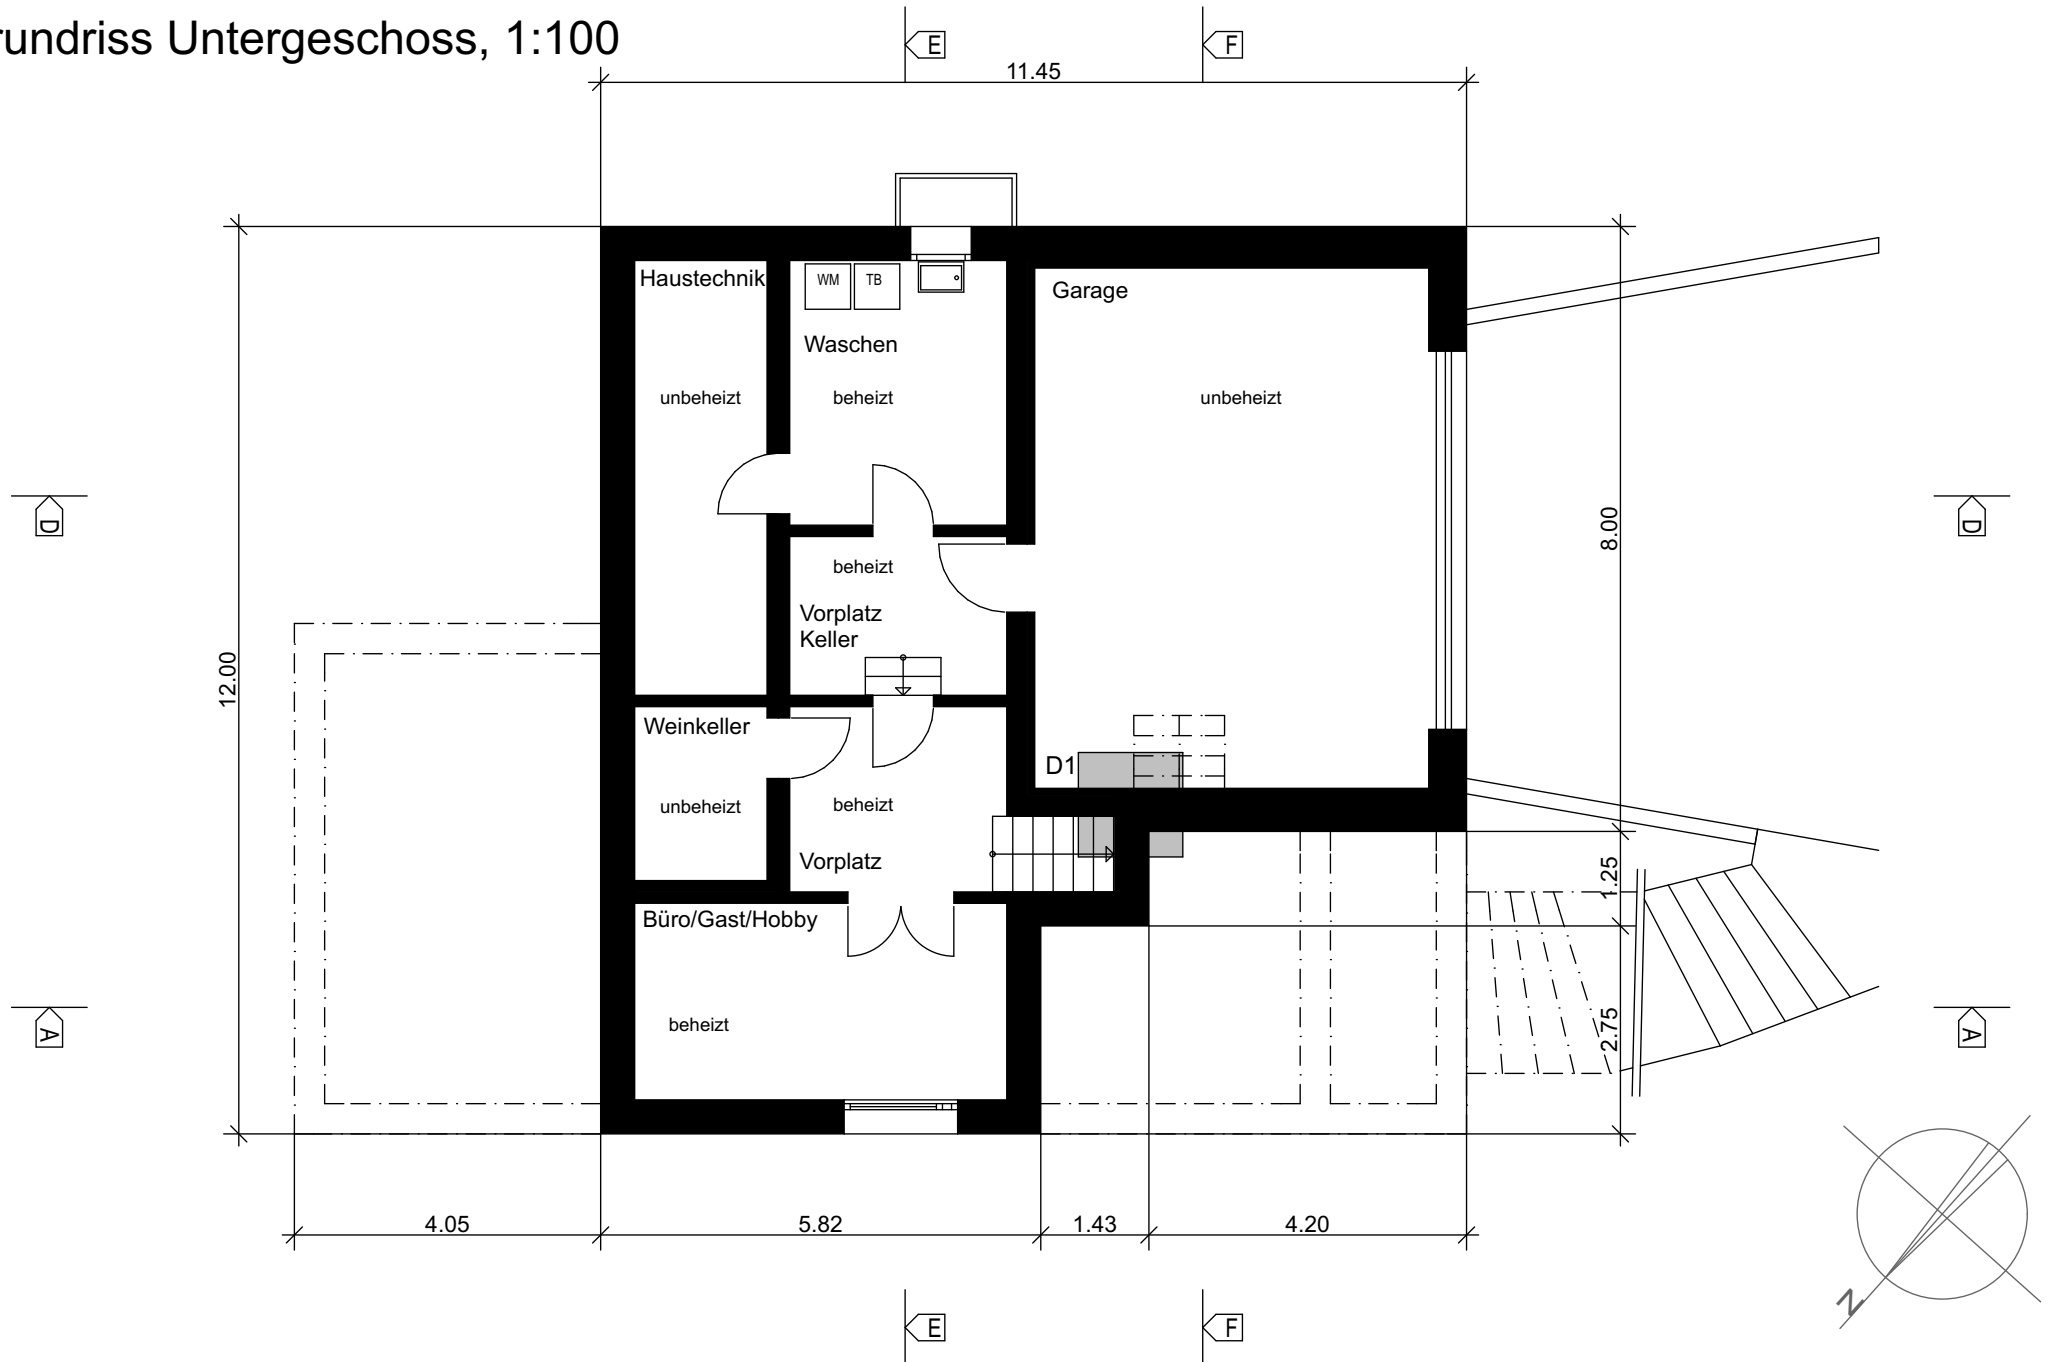 rundriss Untergeschoss, 1:100
E
F
11.45
Haustechnik
WM
TB
Garage
Waschen
unbeheizt
beheizt
unbeheizt
D
D
8.00
beheizt
Vorplatz
Keller
12.00
Weinkeller
D1
unbeheizt
beheizt
Vorplatz
1.25
Büro/Gast/Hobby
beheizt
2.75
A
A
4.05
5.82
1.43
4.20
N
E
F